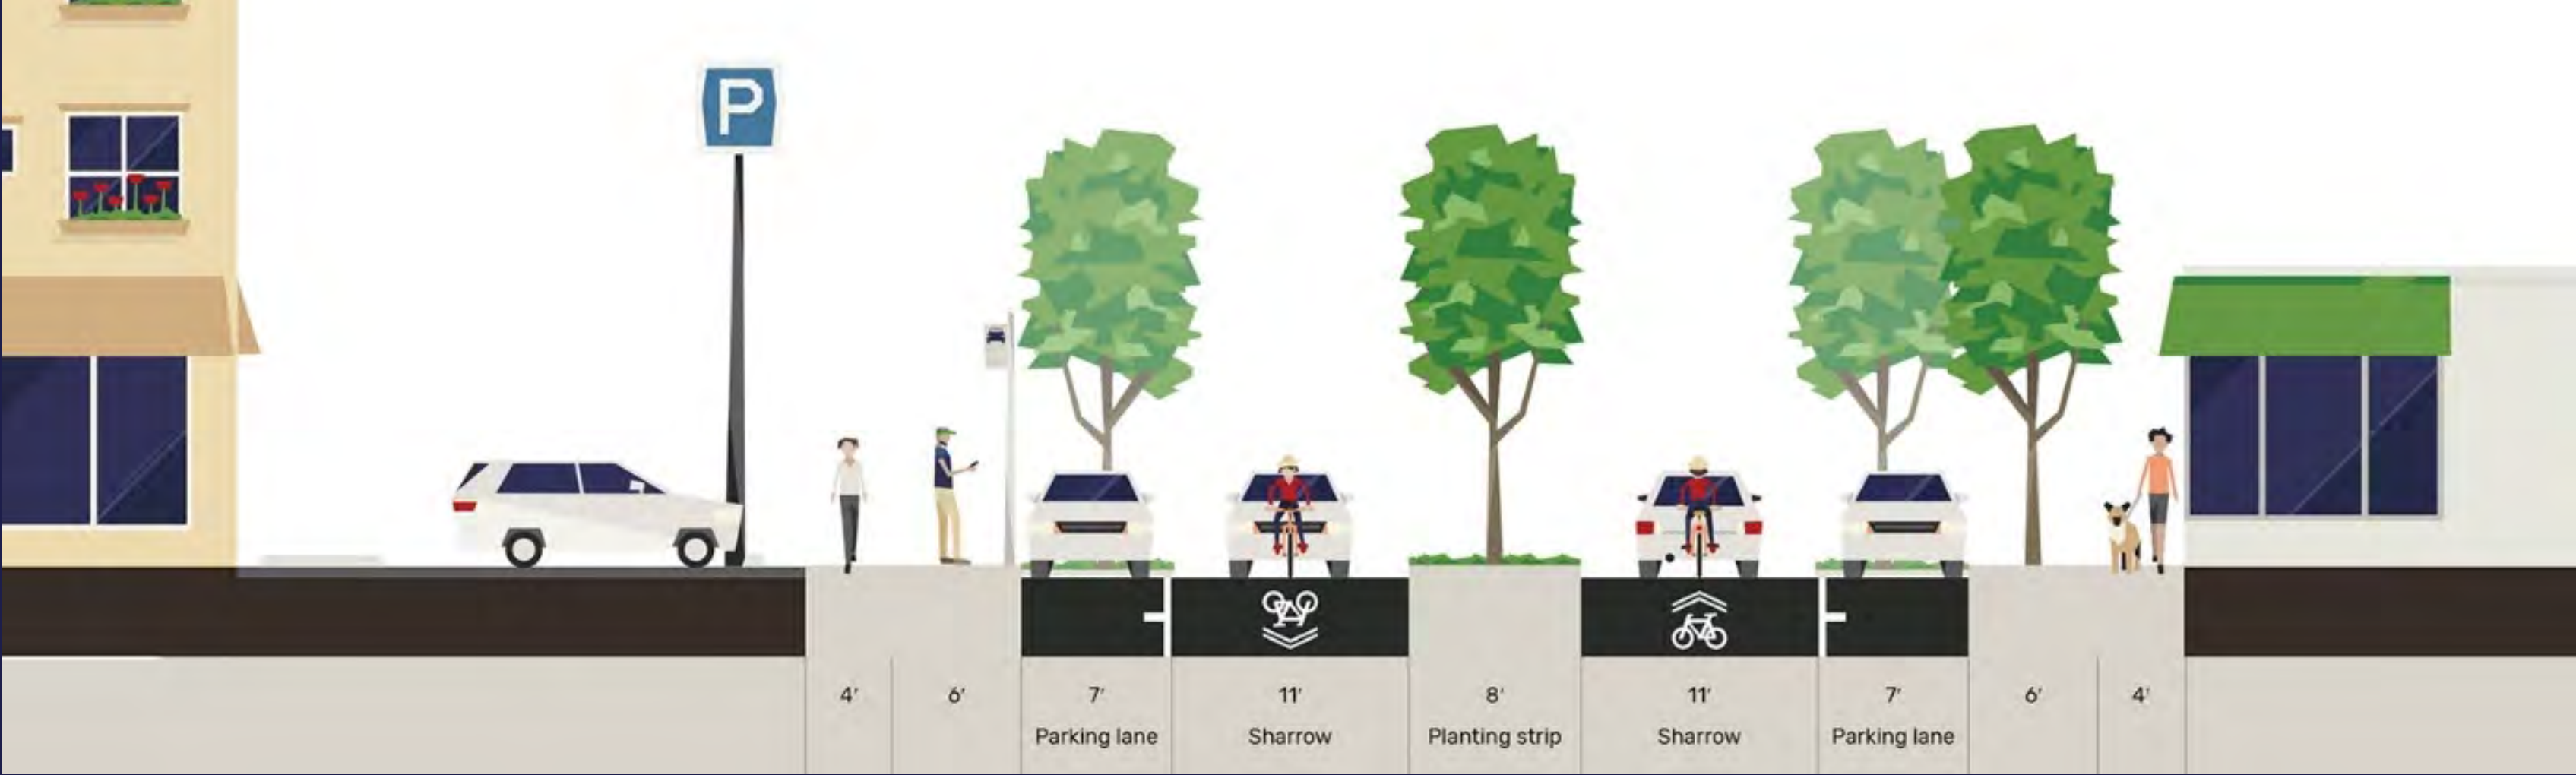 P
4' 6' 7' 11' 8' 11' 7' 6' 4'
Parking lane Sharrow Planting strip Sharrow Parking lane